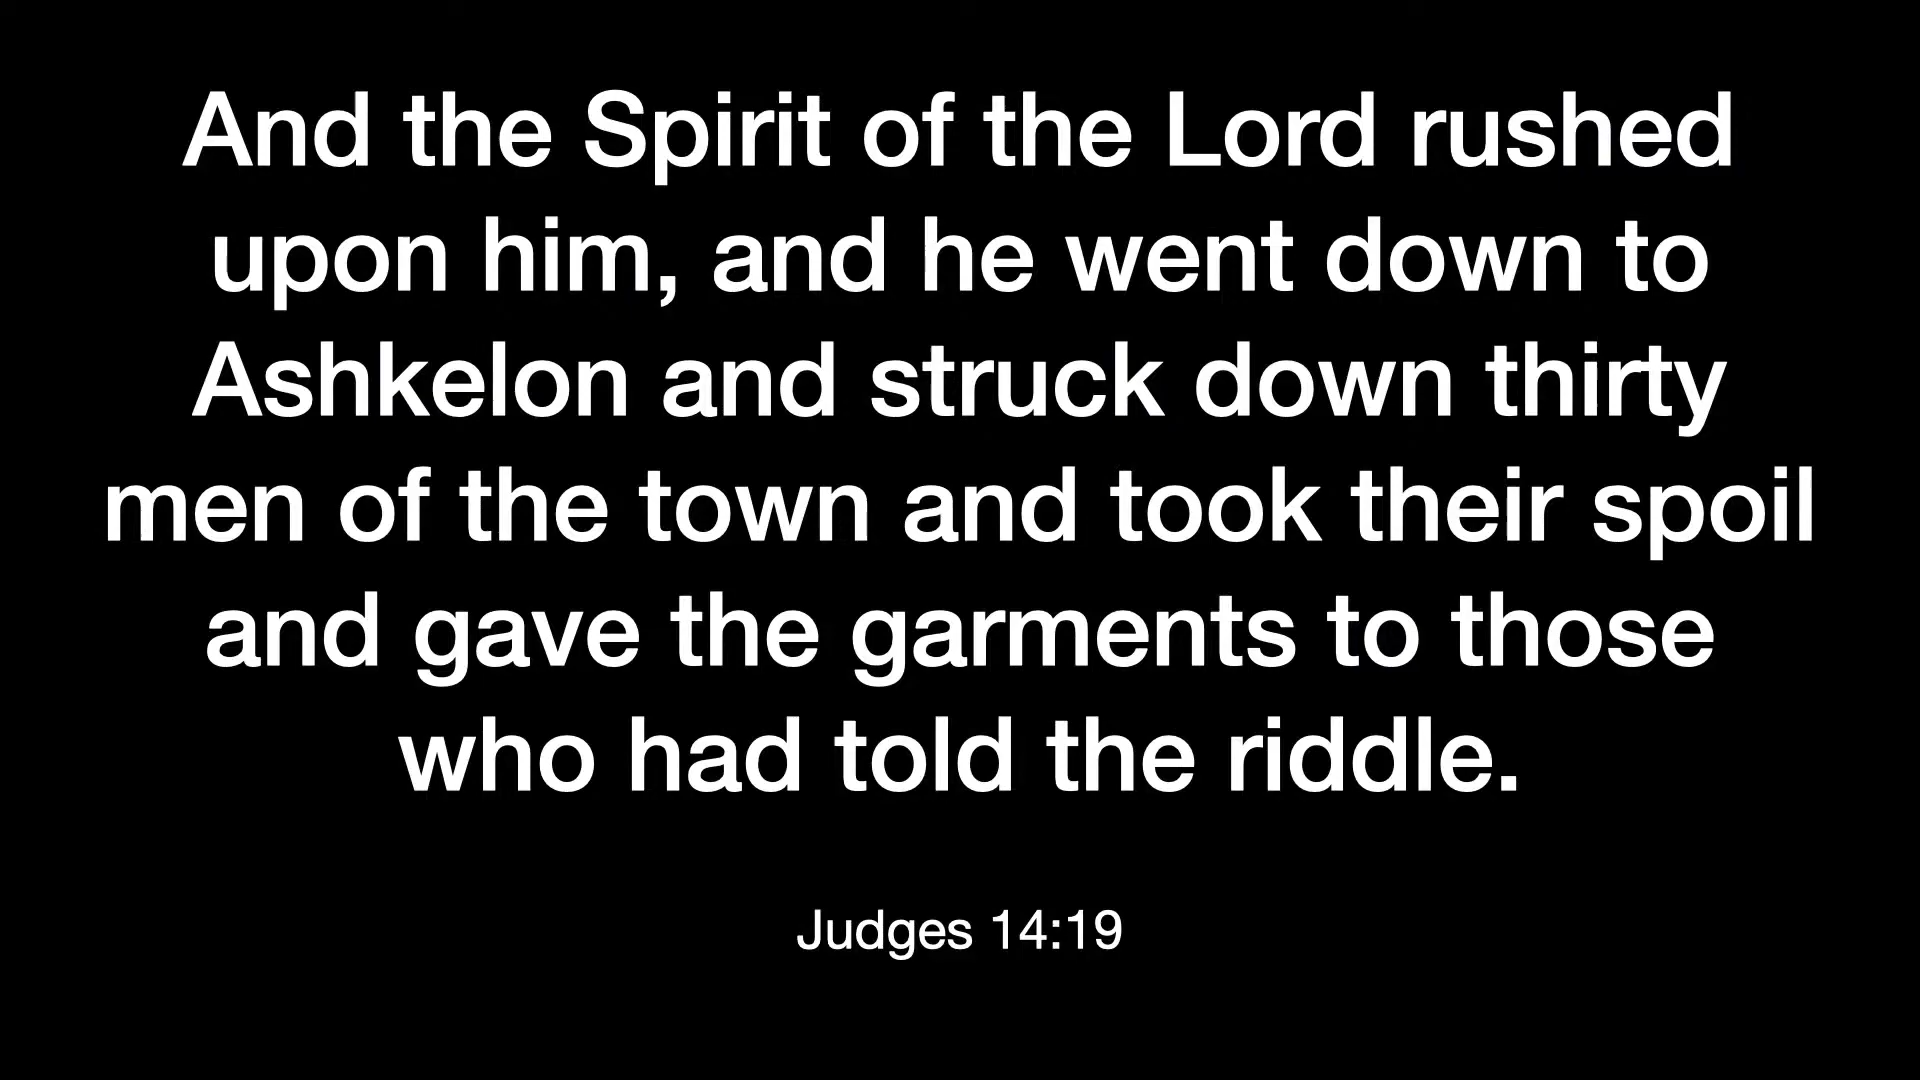 And the Spirit of the Lord rushed
upon him, and he went down to
Ashkelon and struck down thirty
men of the town and took their spoil
and gave the garments to those
who had told the riddle.
Judges 14:19